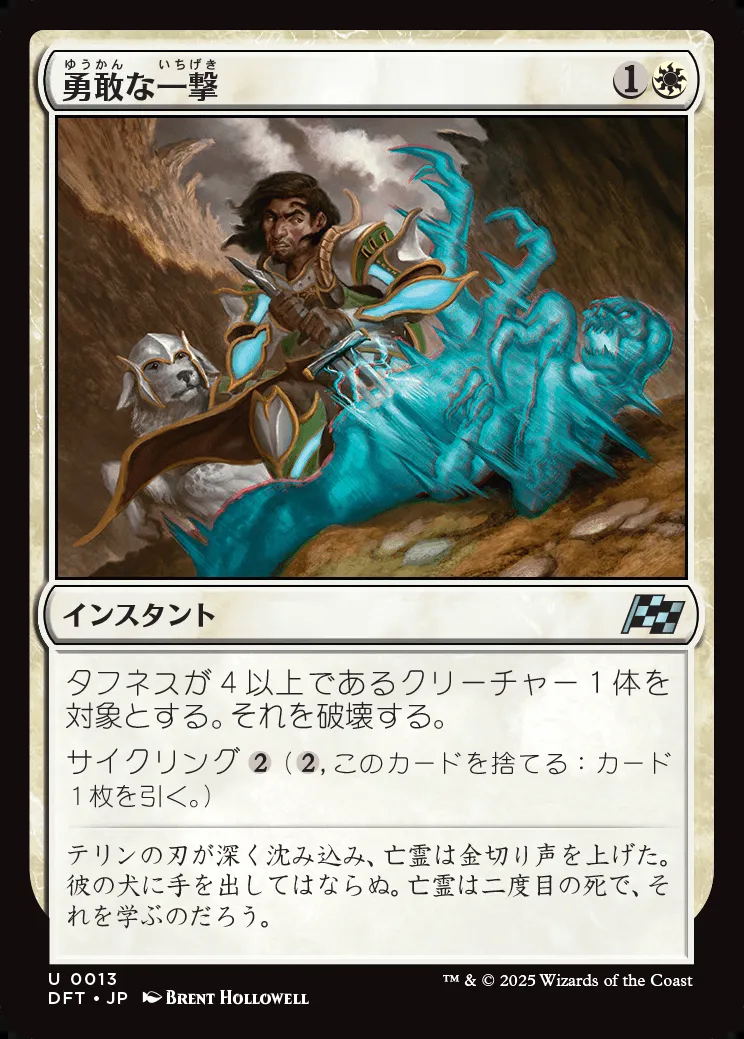 ゆうかん いちげき
勇敢な一撃
1
インスタント
タフネスが４以上であるクリーチャー１体を
対象とする。それを破壊する。
サイクリング 2 （2, このカードを捨てる：カード
１枚を引く。）
テリンの刃が深く沈み込み、亡霊は金切り声を上げた。
彼の犬に手を出してはならぬ。亡霊は二度目の死で、そ
れを学ぶのだろう。
U 0013
DFT • JP BRENT HOLLOWELL
™ & © 2025 Wizards of the Coast